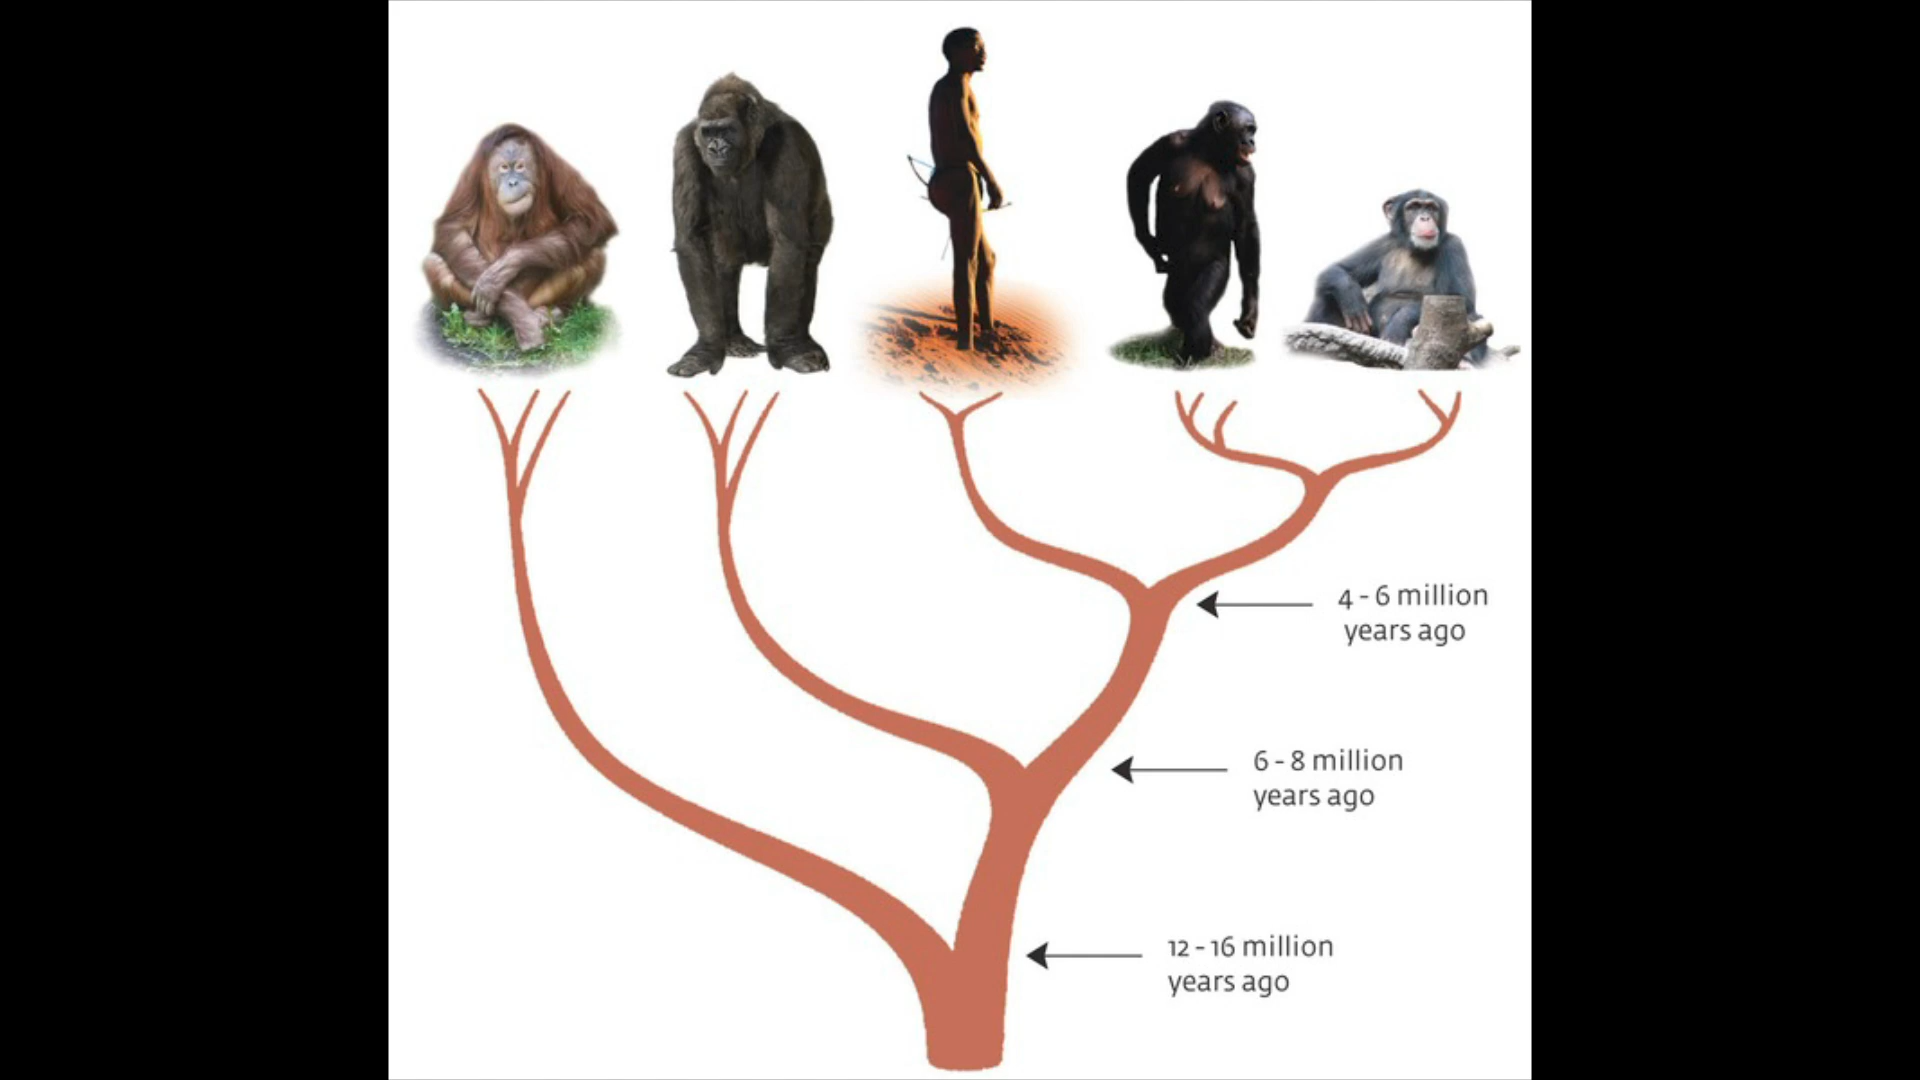 4 - 6 million
years ago
6 - 8 million
years ago
12 - 16 million
years ago